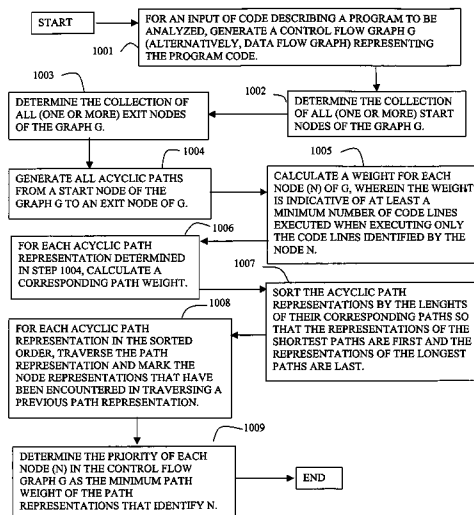 START
FOR AN INPUT OF CODE DESCRIBING A PROGRAM TO BE
ANALYZED, GENERATE A CONTROL FLOW GRAPH G
(ALTERNATIVELY, DATA FLOW GRAPH) REPRESENTING
THE PROGRAM CODE.
1001
1002
DETERMINE THE COLLECTION
OF ALL (ONE OR MORE) START
NODES OF THE GRAPH G.
1003
DETERMINE THE COLLECTION OF
ALL (ONE OR MORE) EXIT NODES
OF THE GRAPH G.
1004
GENERATE ALL ACYCLIC PATHS
FROM A START NODE OF THE
GRAPH G TO AN EXIT NODE OF G.
1005
CALCULATE A WEIGHT FOR EACH
NODE (N) OF G, WHEREIN THE WEIGHT
IS INDICATIVE OF AT LEAST A
MINIMUM NUMBER OF CODE LINES
EXECUTED WHEN EXECUTING ONLY
THE CODE LINES IDENTIFIED BY THE
NODE N.
1006
FOR EACH ACYCLIC PATH
REPRESENTATION DETERMINED
IN STEP 1004, CALCULATE A
CORRESPONDING PATH WEIGHT.
1007
SORT THE ACYCLIC PATH
REPRESENTATIONS BY THE LENGHTS
OF THEIR CORRESPONDING PATHS SO
THAT THE REPRESENTATIONS OF THE
SHORTEST PATHS ARE FIRST AND THE
REPRESENTATIONS OF THE LONGEST
PATHS ARE LAST.
1008
FOR EACH ACYCLIC PATH
REPRESENTATION IN THE SORTED
ORDER, TRAVERSE THE PATH
REPRESENTATION AND MARK THE
NODE REPRESENTATIONS THAT HAVE
BEEN ENCOUNTERED IN TRAVERSING A
PREVIOUS PATH REPRESENTATION.
1009
DETERMINE THE PRIORITY OF EACH
NODE (N) IN THE CONTROL FLOW
GRAPH G AS THE MINIMUM PATH
WEIGHT OF THE PATH
REPRESENTATIONS THAT IDENTIFY N.
END